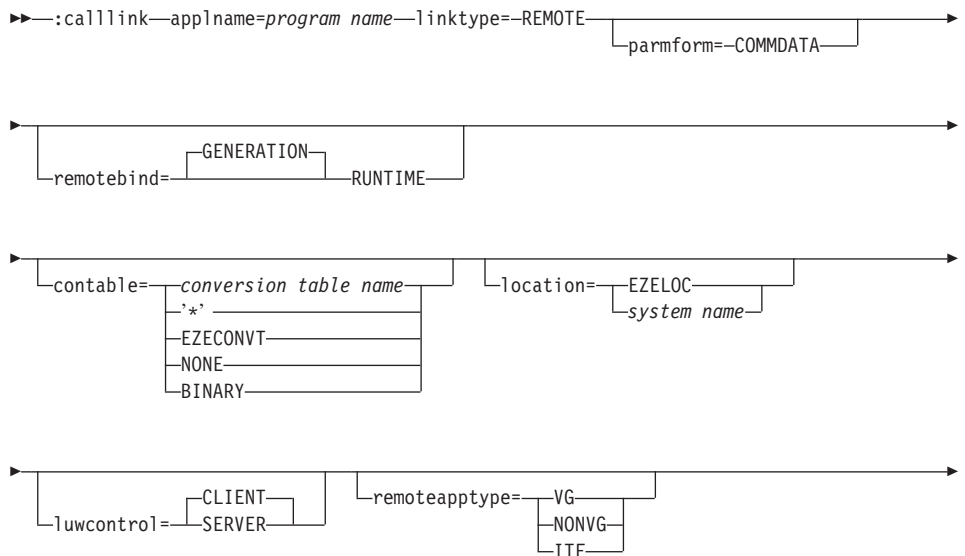 :calllink applname=program name linktype= REMOTE
parmform= COMMDATA
GENERATION
remotebind= RUNTIME
contable= conversion table name location= EZELOC
'*' system name
EZECONVT
NONE
BINARY
CLIENT remoteapptype= VG
luwcontrol= SERVER NONVG
ITF